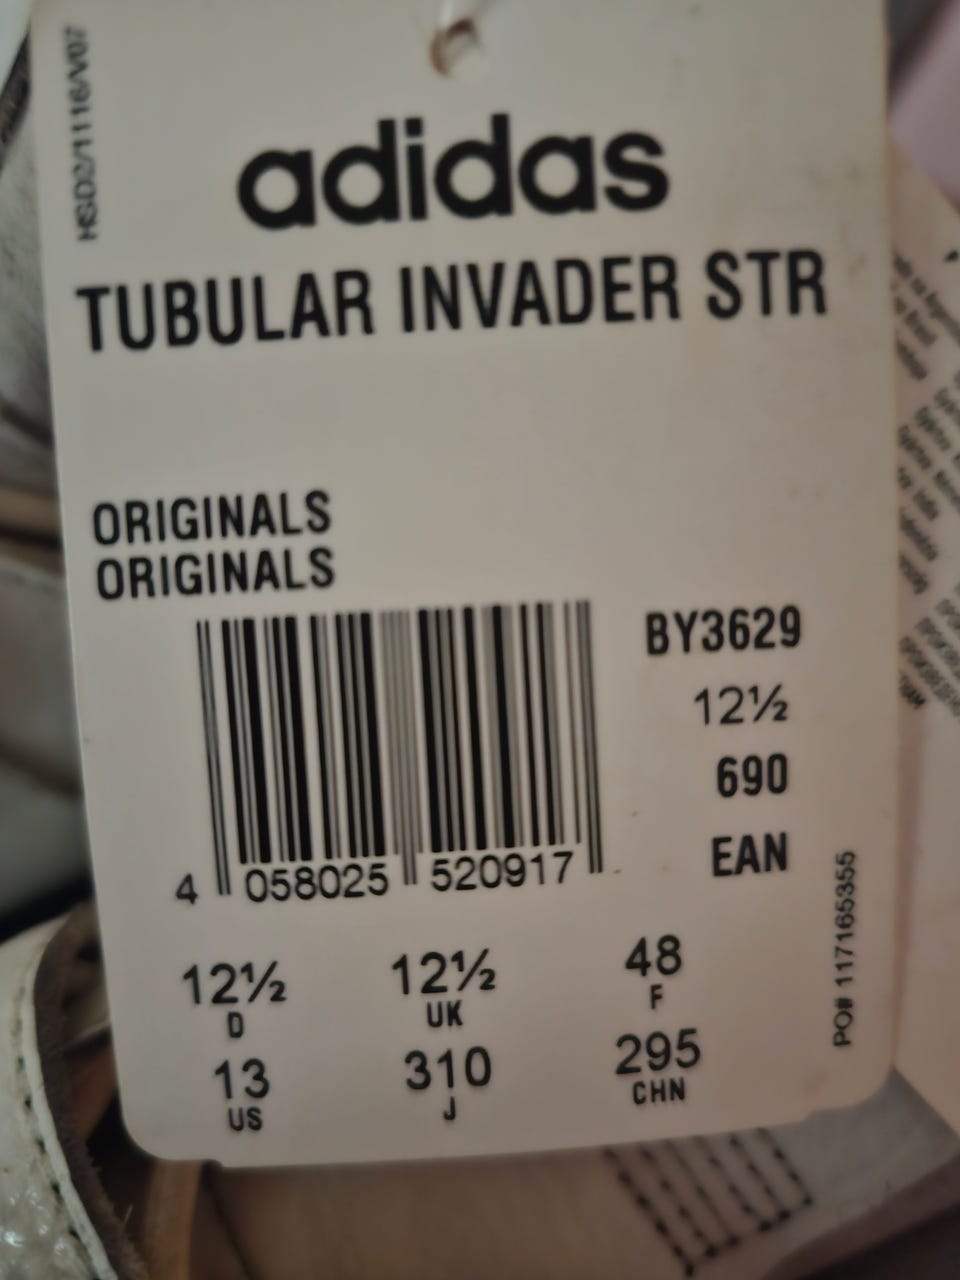 HSD2/1116/V07
adidas
TUBULAR INVADER STR
ORIGINALS
ORIGINALS
BY3629
12½
690
EAN
4 058025 520917
12½ 12½ 48
D UK F
13 310 295
US J CHN
PO# 117165355